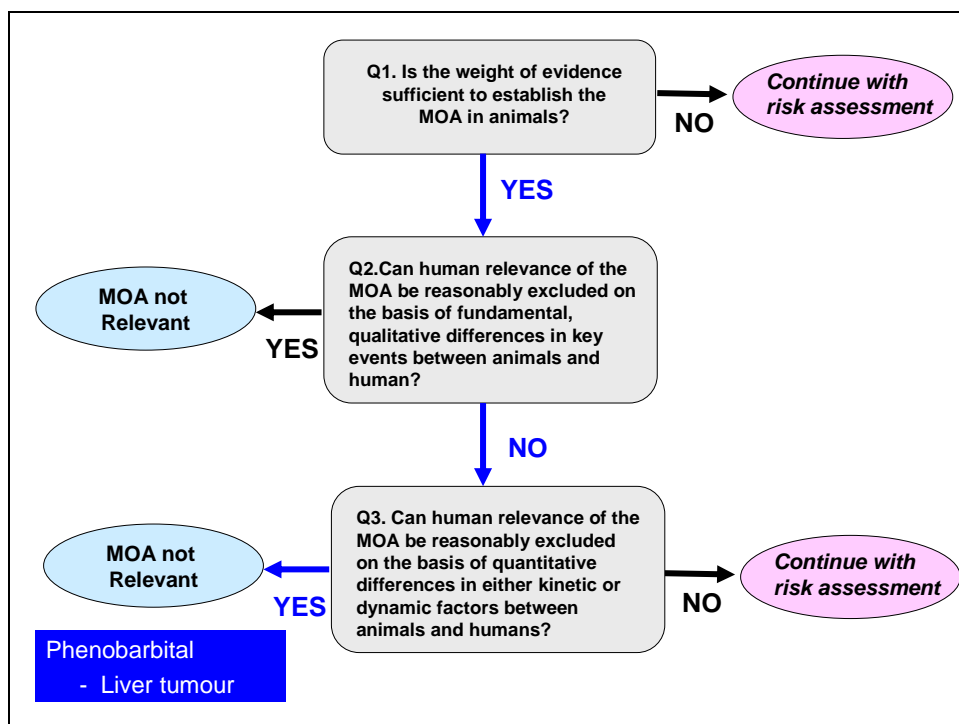 Q1. Is the weight of evidence
sufficient to establish the
MOA in animals?
Continue with
risk assessment
NO
YES
Q2.Can human relevance of the
MOA be reasonably excluded on
the basis of fundamental,
qualitative differences in key
events between animals and
human?
MOA not
Relevant
YES
NO
Q3. Can human relevance of the
MOA be reasonably excluded
on the basis of quantitative
differences in either kinetic or
dynamic factors between
animals and humans?
MOA not
Relevant
YES
Continue with
risk assessment
NO
Phenobarbital
- Liver tumour